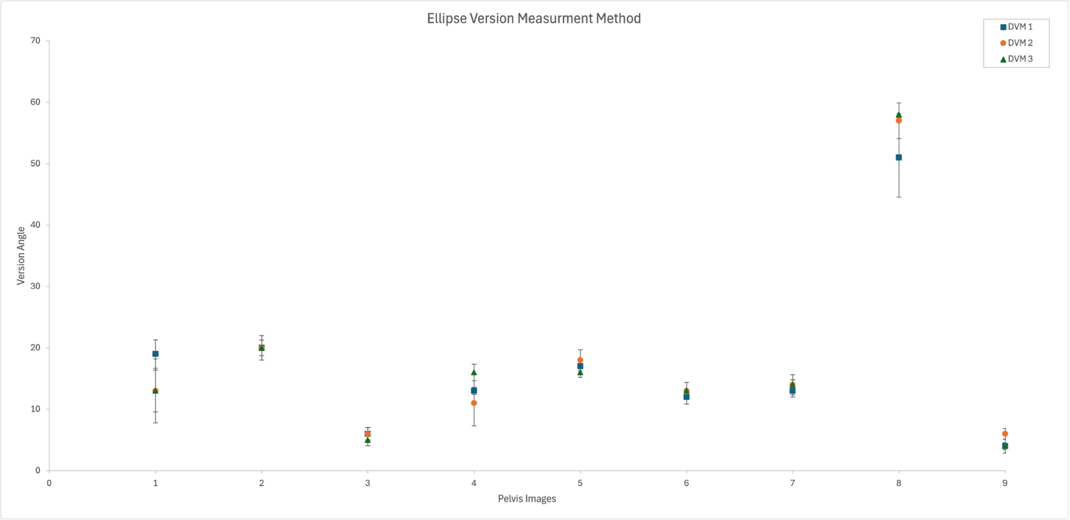 Ellipse Version Measurment Method
DVM 1
DVM 2
DVM 3
70
60
50
40
30
20
10
0
Version Angle
0 1 2 3 4 5 6 7 8 9
Pelvis Images